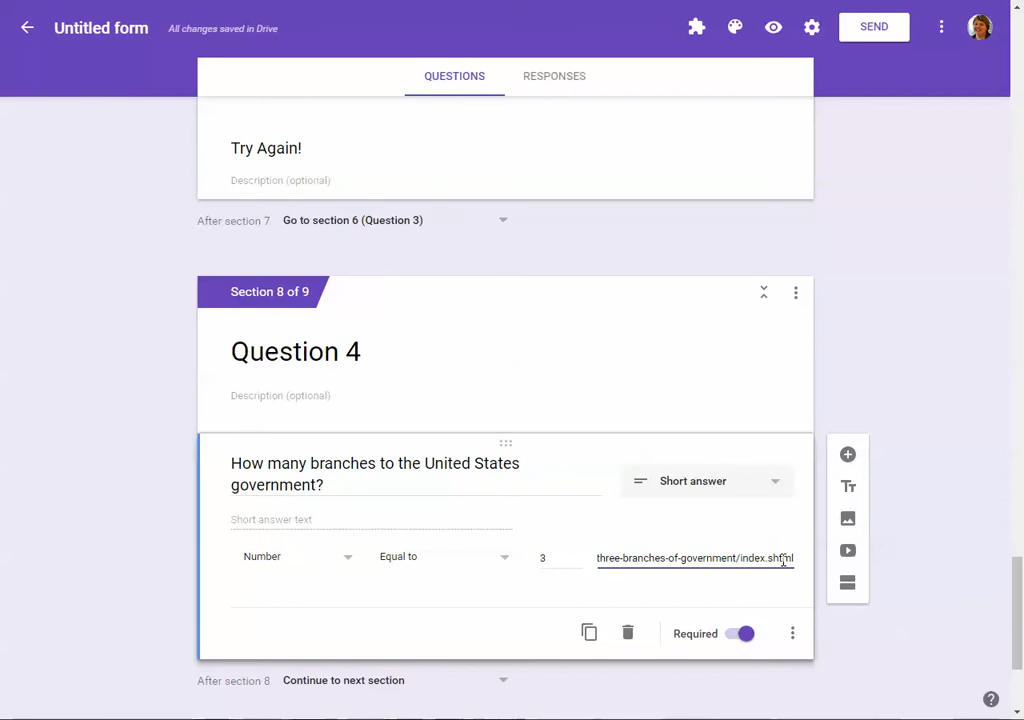 Untitled form
All changes saved in Drive
SEND
QUESTIONS
RESPONSES
Try Again!
Description (optional)
After section 7
Go to section 6 (Question 3)
Section 8 of 9
Question 4
Description (optional)
How many branches to the United States
government?
Short answer
Short answer text
Number
Equal to
3
three-branches-of-government/index.shtml
Required
After section 8
Continue to next section